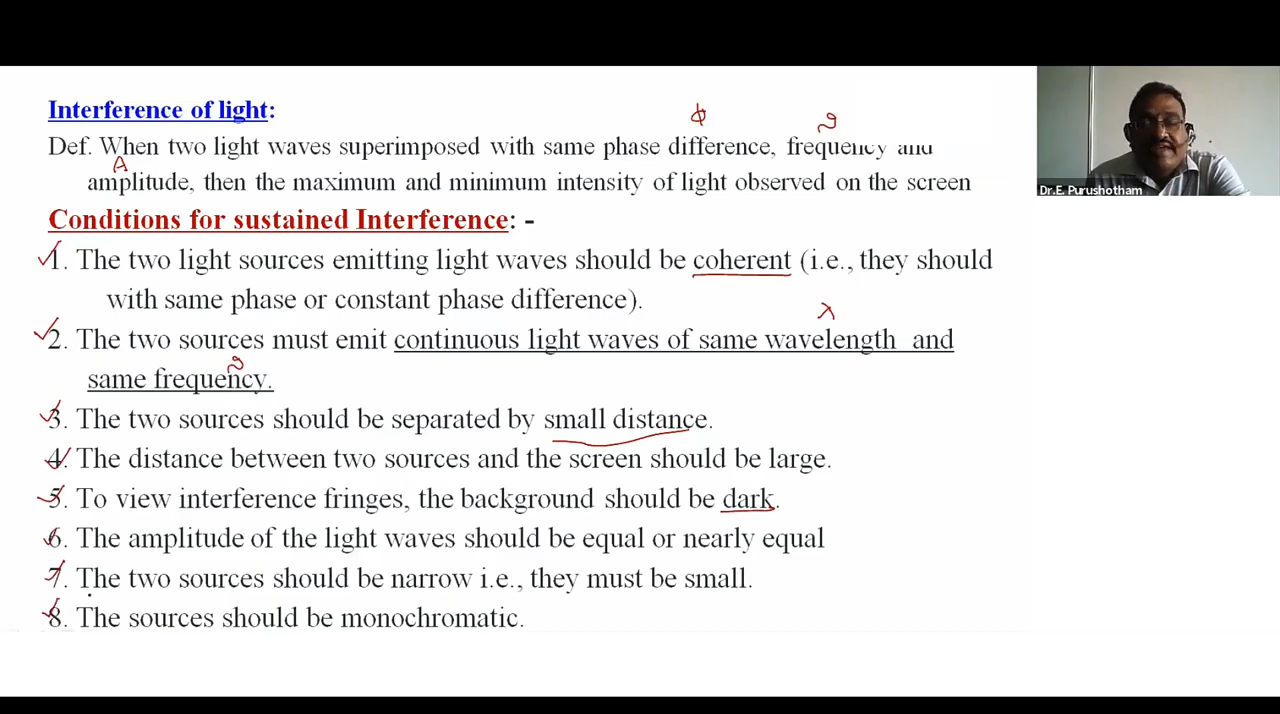 Interference of light:
ϕ
ϑ
Def. When two light waves superimposed with same phase difference, frequency and
A
amplitude, then the maximum and minimum intensity of light observed on the screen
Conditions for sustained Interference: -
1. The two light sources emitting light waves should be coherent (i.e., they should
with same phase or constant phase difference).
λ
2. The two sources must emit continuous light waves of same wavelength and
ϑ
same frequency.
3. The two sources should be separated by small distance.
4. The distance between two sources and the screen should be large.
5. To view interference fringes, the background should be dark.
6. The amplitude of the light waves should be equal or nearly equal
7. The two sources should be narrow i.e., they must be small.
8. The sources should be monochromatic.
Dr.E. Purushotham